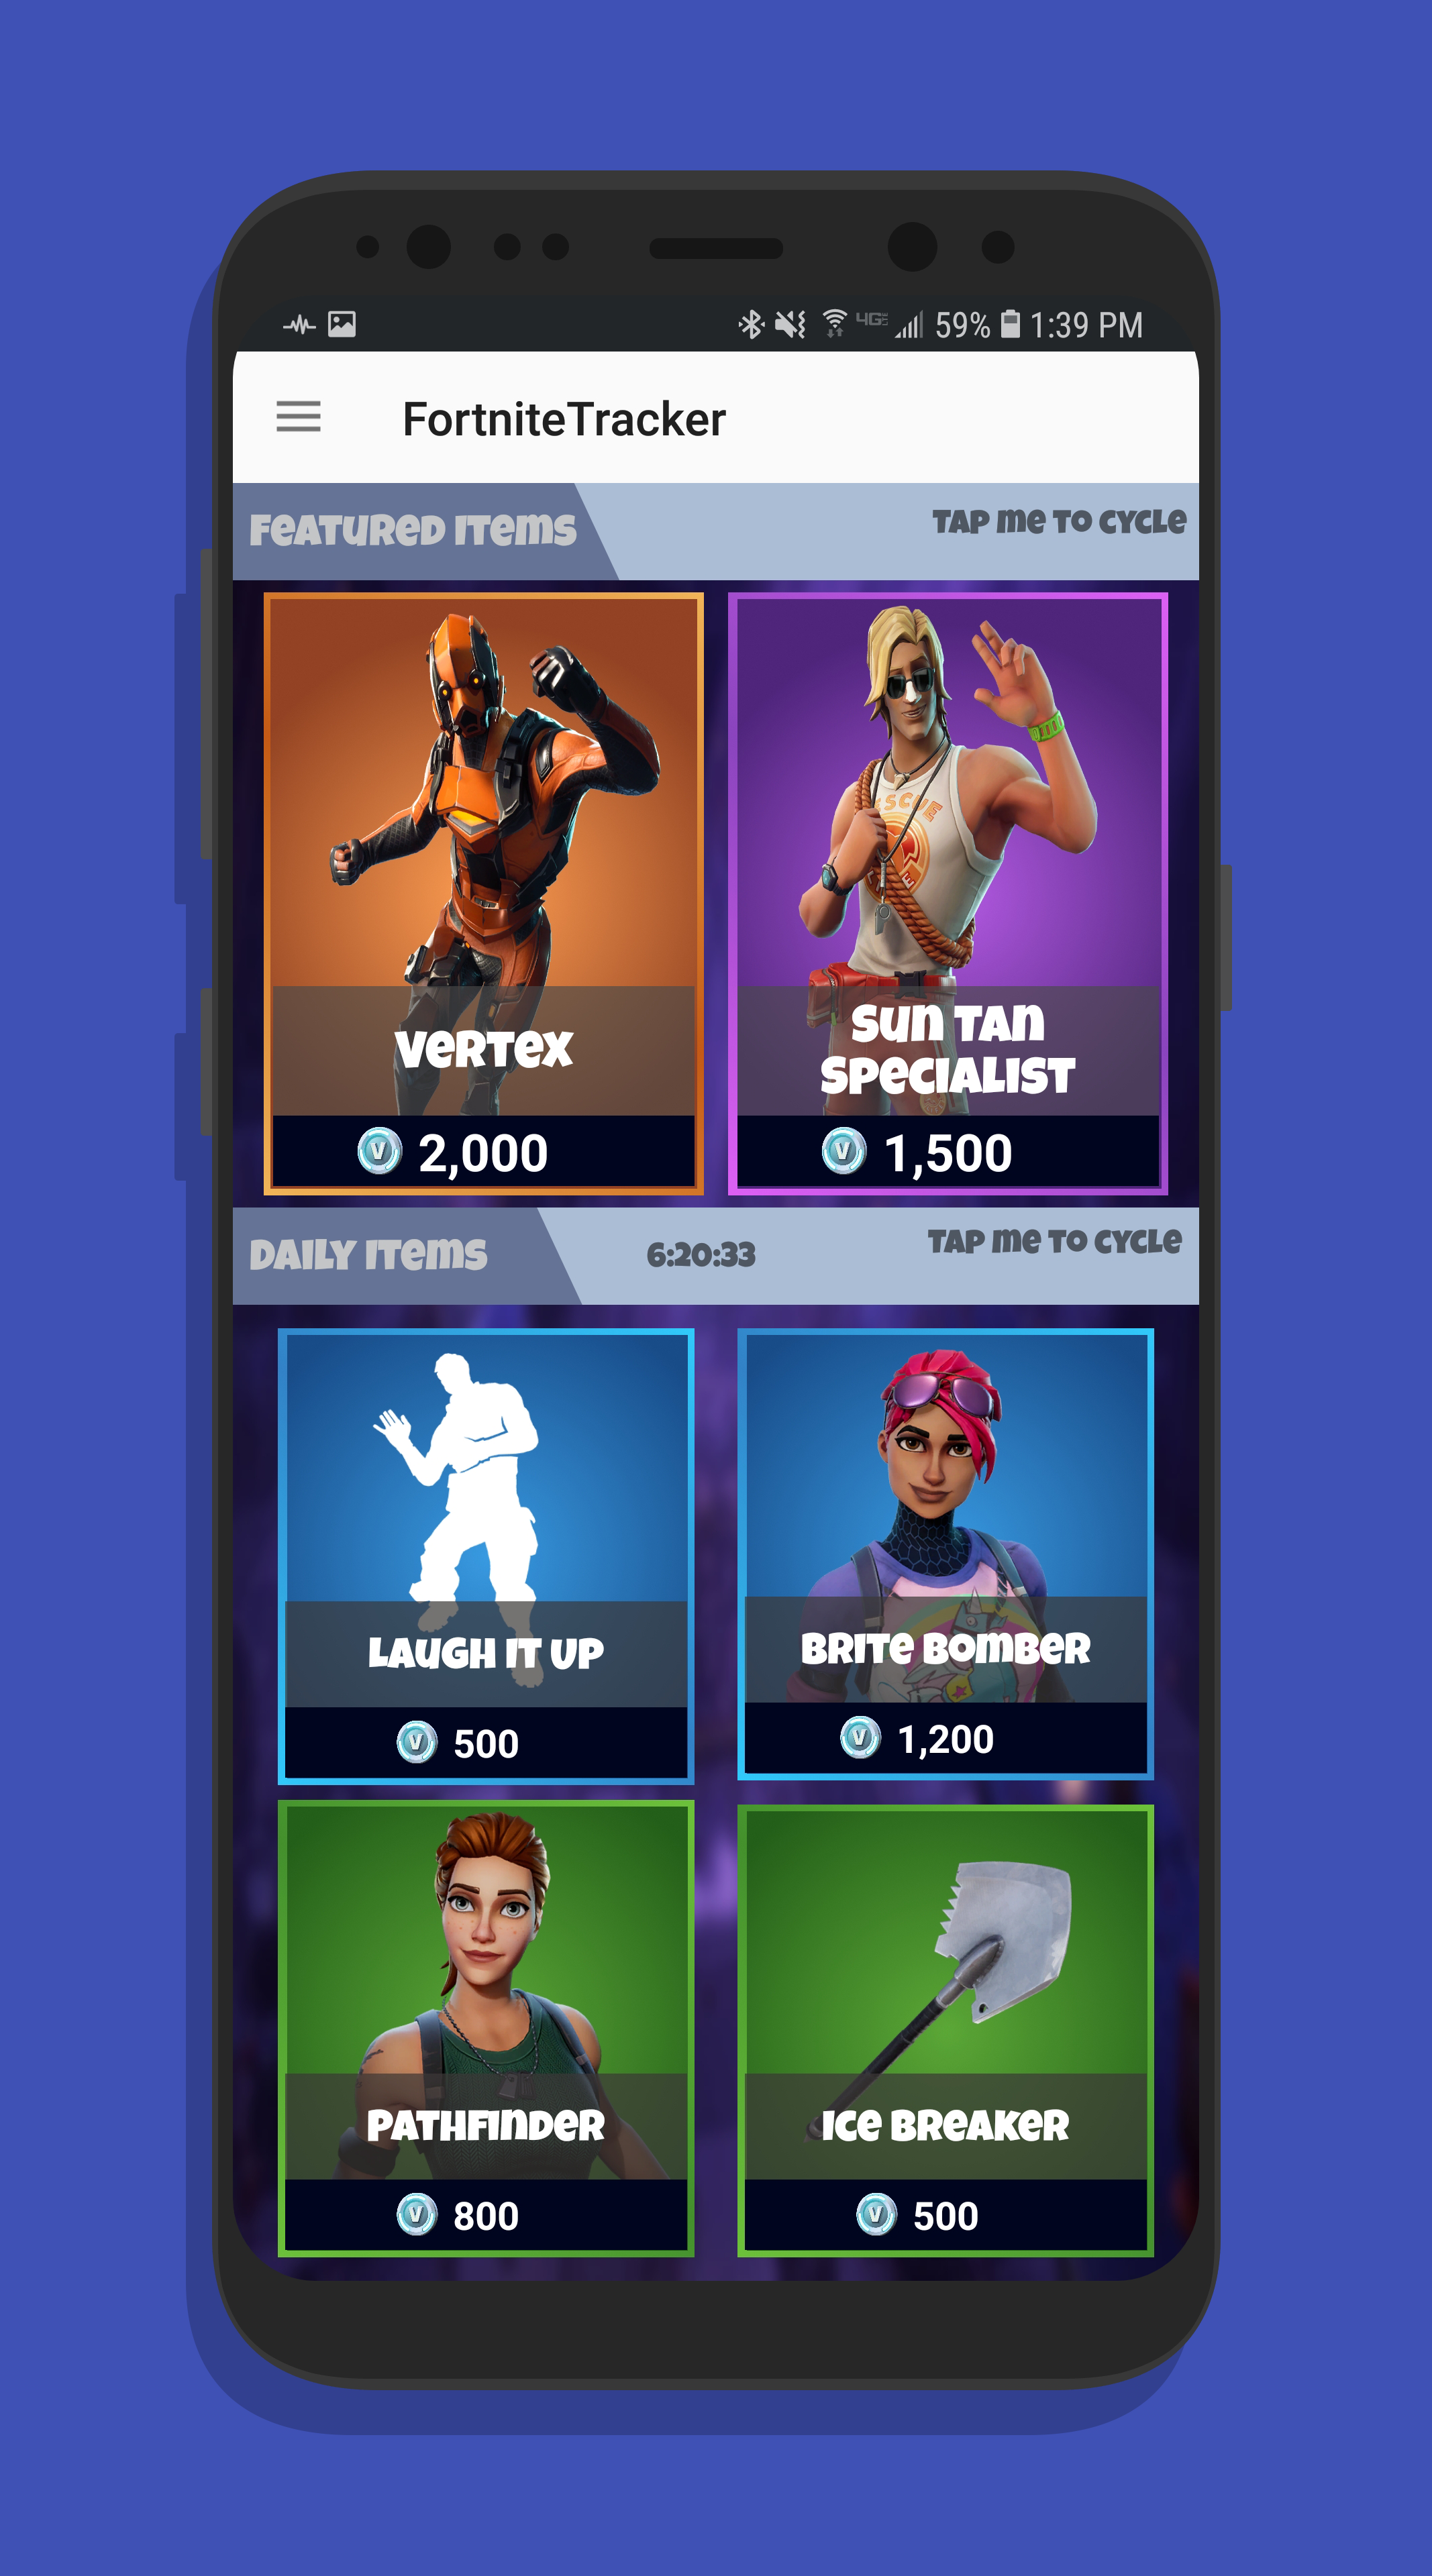 4G
59%
1:39 PM
FortniteTracker
Featured Items
Tap me to cycle
Vertex
2,000
RESCUE
Sun Tan
Specialist
1,500
Daily Items
6:20:33
Tap me to cycle
Laugh It Up
500
Brite Bomber
1,200
Pathfinder
800
Ice Breaker
500